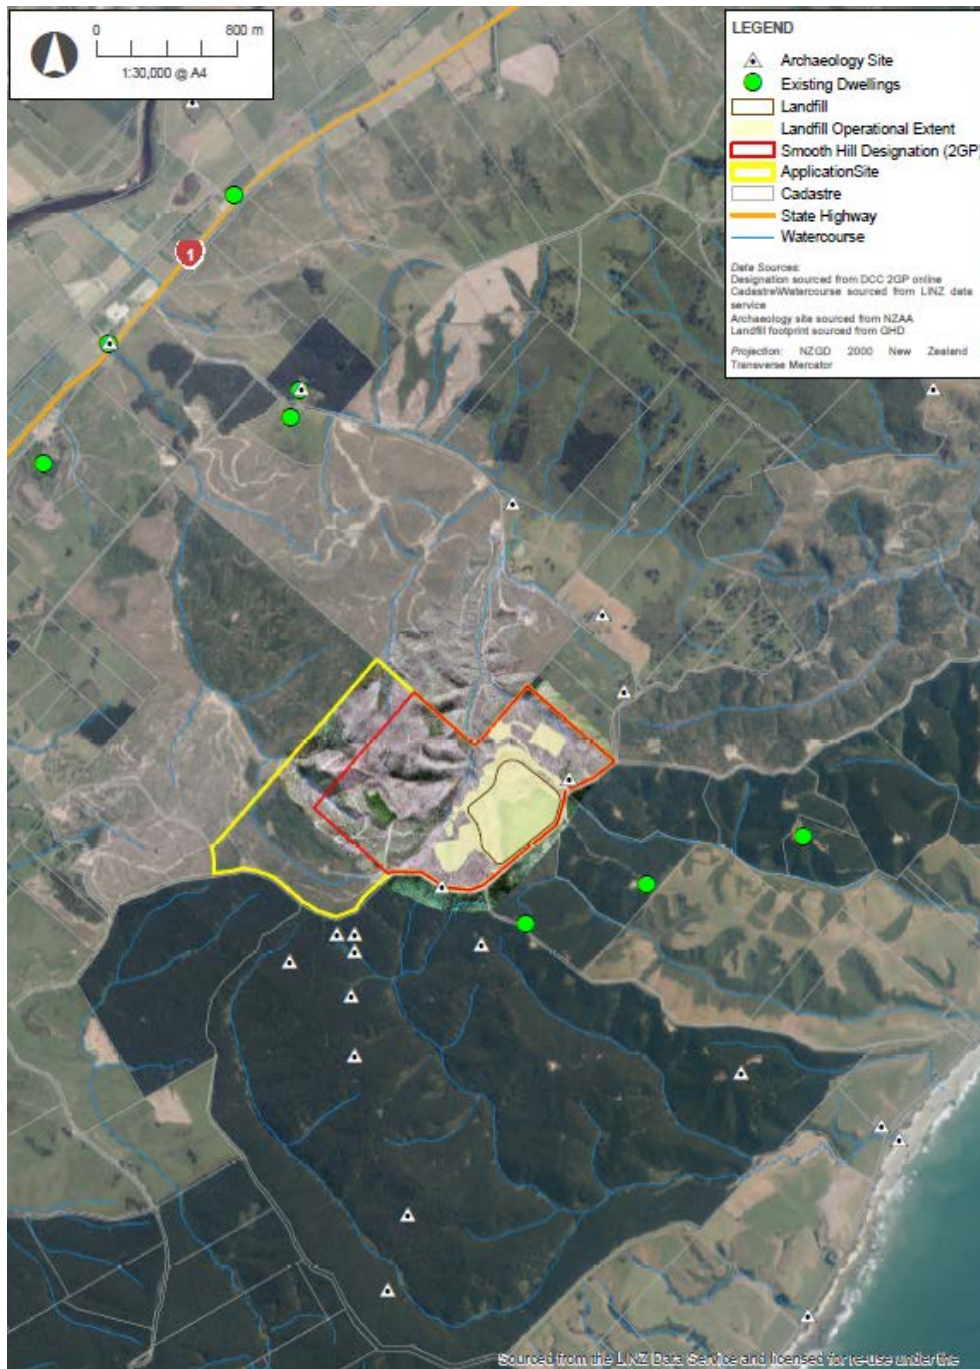 0 800 m
1:30,000 @ A4
LEGEND
Archaeology Site
Existing Dwellings
Landfill
Landfill Operational Extent
Smooth Hill Designation (2GP)
ApplicationSite
Cadastre
State Highway
Watercourse
Data Sources:
Designation sourced from DCC 2GP online
Cadastre/Watercourse sourced from LINZ data
service
Archaeology site sourced from NZAA
Landfill footprint sourced from GHD
Projection: NZGD 2000 New Zealand
Transverse Mercator
1
Sourced from the LINZ Data Service and licensed for re-use under the